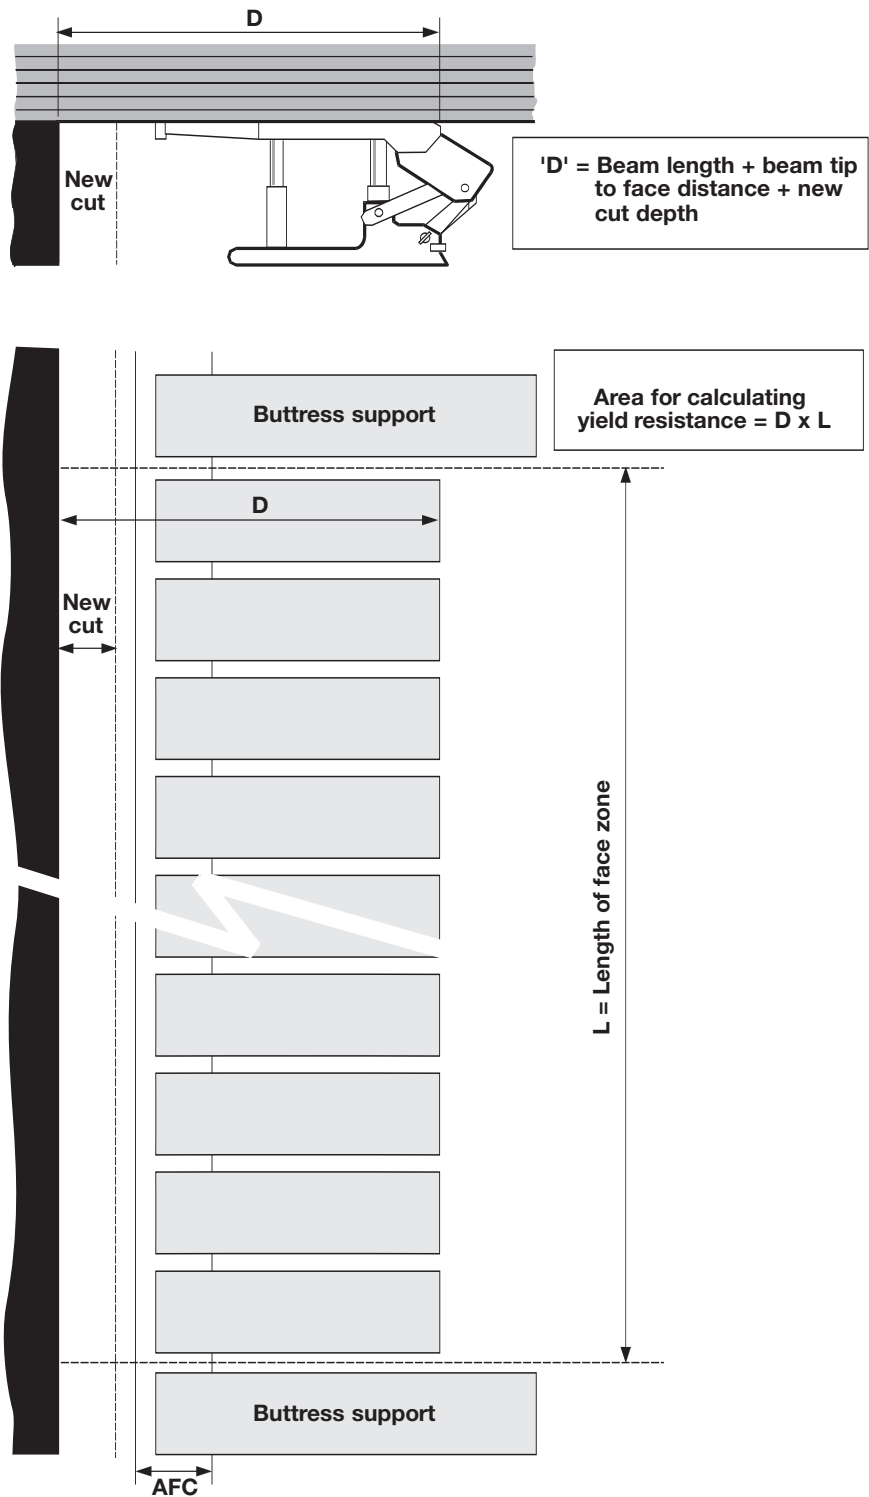 D
New
cut
'D' = Beam length + beam tip
to face distance + new
cut depth
Buttress support
Area for calculating
yield resistance = D x L
D
New
cut
L = Length of face zone
Buttress support
AFC